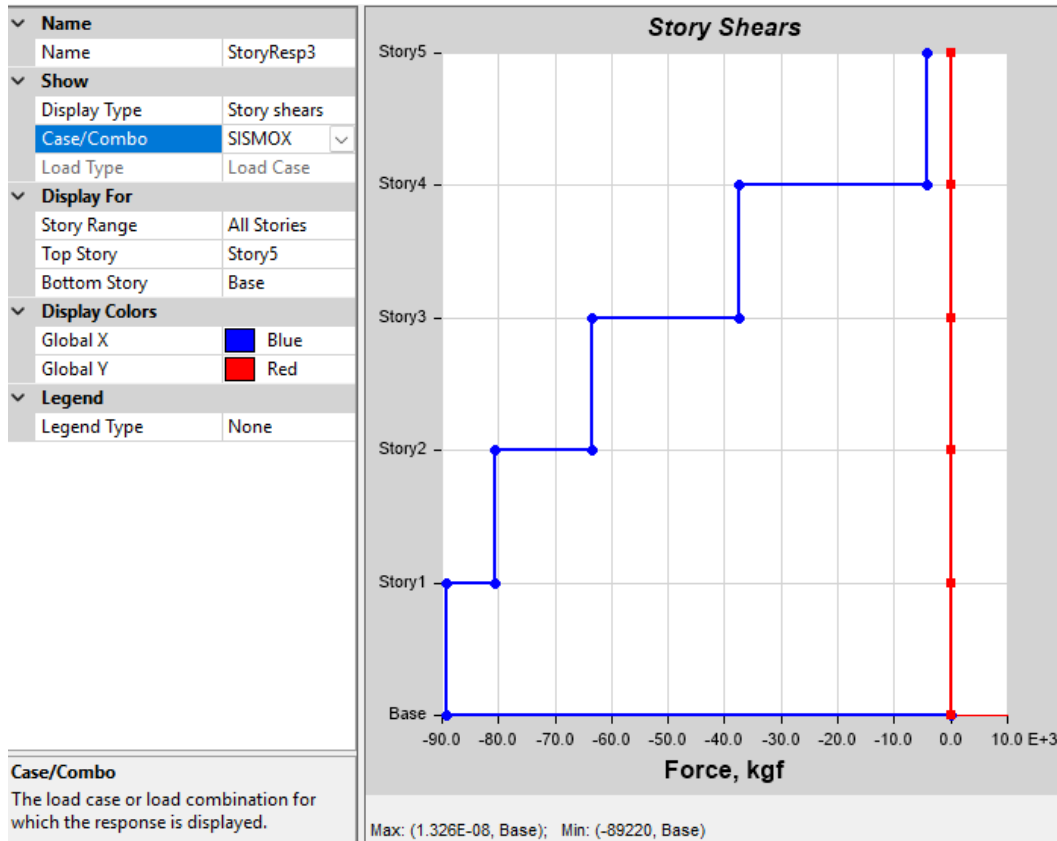 Name
Name StoryResp3
Show
Display Type Story shears
Case/Combo SISMOX
Load Type Load Case
Display For
Story Range All Stories
Top Story Story5
Bottom Story Base
Display Colors
Global X Blue
Global Y Red
Legend
Legend Type None
Case/Combo
The load case or load combination for
which the response is displayed.
Story Shears
Story5
Story4
Story3
Story2
Story1
Base
-90.0 -80.0 -70.0 -60.0 -50.0 -40.0 -30.0 -20.0 -10.0 0.0 10.0 E+3
Force, kgf
Max: (1.326E-08, Base); Min: (-89220, Base)